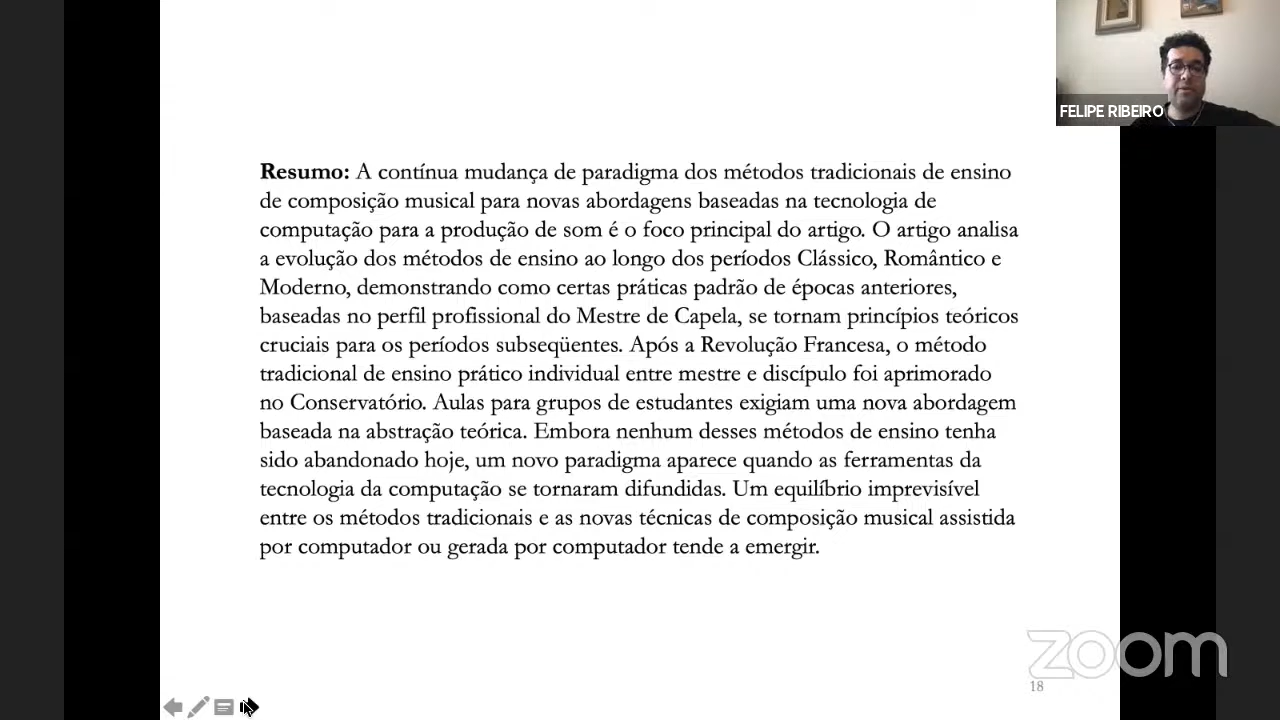 FELIPE RIBEIRO
Resumo: A contínua mudança de paradigma dos métodos tradicionais de ensino
de composição musical para novas abordagens baseadas na tecnologia de
computação para a produção de som é o foco principal do artigo. O artigo analisa
a evolução dos métodos de ensino ao longo dos períodos Clássico, Romântico e
Moderno, demonstrando como certas práticas padrão de épocas anteriores,
baseadas no perfil profissional do Mestre de Capela, se tornam princípios teóricos
cruciais para os períodos subseqüentes. Após a Revolução Francesa, o método
tradicional de ensino prático individual entre mestre e discípulo foi aprimorado
no Conservatório. Aulas para grupos de estudantes exigiam uma nova abordagem
baseada na abstração teórica. Embora nenhum desses métodos de ensino tenha
sido abandonado hoje, um novo paradigma aparece quando as ferramentas da
tecnologia da computação se tornaram difundidas. Um equilíbrio imprevisível
entre os métodos tradicionais e as novas técnicas de composição musical assistida
por computador ou gerada por computador tende a emergir.
zoom
18